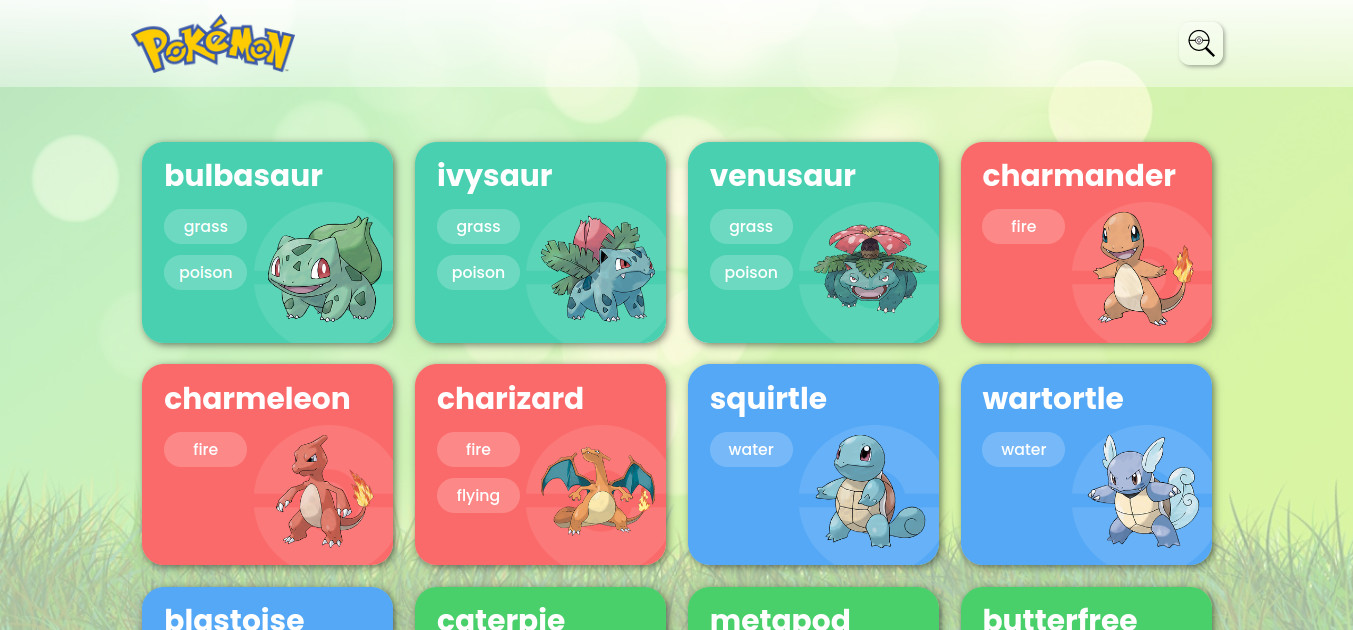 POKéMON
bulbasaur
grass
poison
ivysaur
grass
poison
venusaur
grass
poison
charmander
fire
charmeleon
fire
charizard
fire
flying
squirtle
water
wartortle
water
blastoise
caterpie
metapod
butterfree